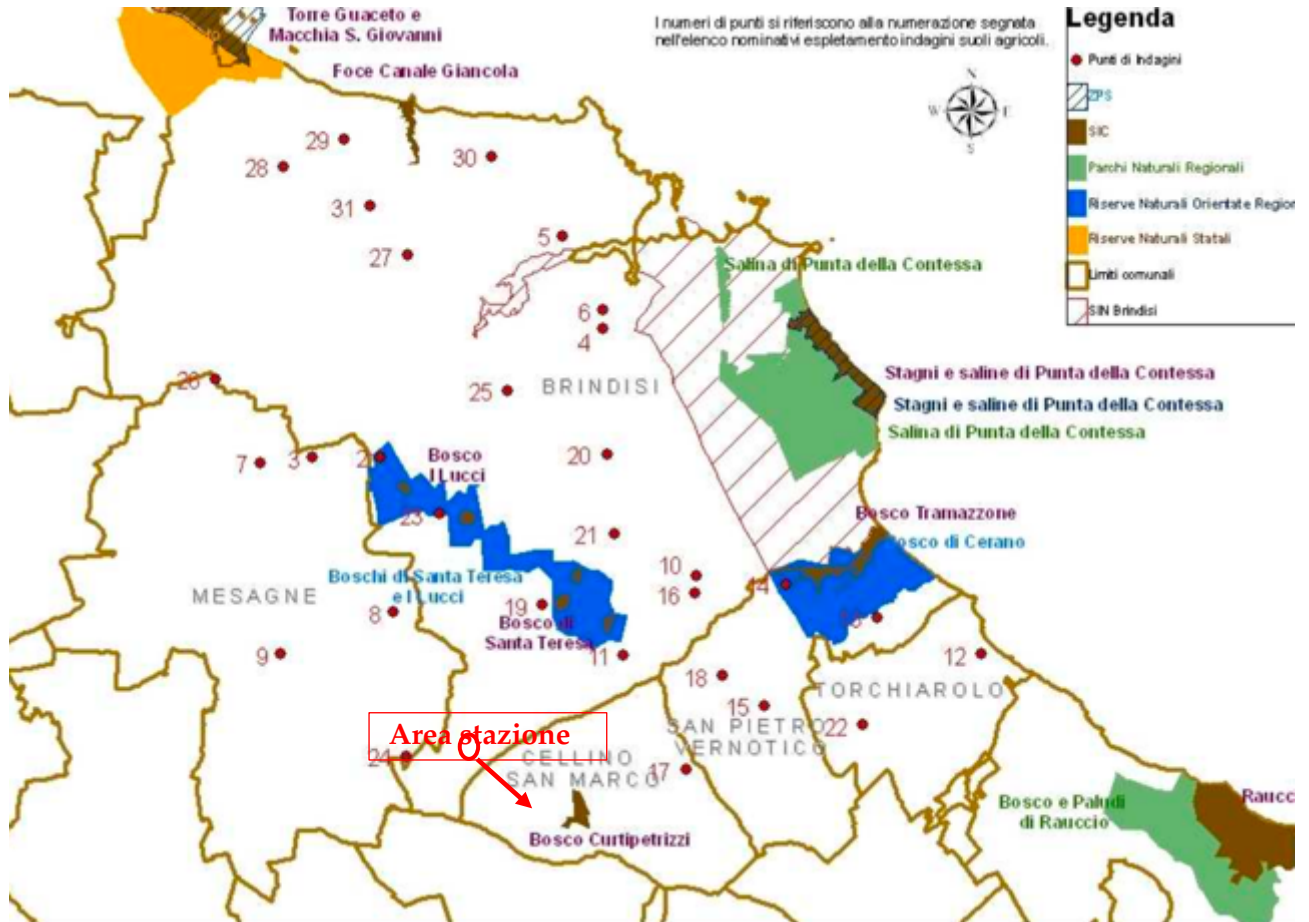 Torre Guaceto e
Macchia S. Giovanni
I numeri di punti si riferiscono alla numerazione segnata
nell'elenco nominativi espletamento indagini suoli agricoli.
Legenda
Punti di Indagini
ZPS
SIC
Parchi Naturali Regionali
Riserve Naturali Orientate Region
Riserve Naturali Statali
Limiti comunali
SIN Brindisi
N
W
E
S
Foce Canale Giancola
29
28
30
31
27
5
Salina di Punta della Contessa
6
4
BRINDISI
25
Stagni e saline di Punta della Contessa
Stagni e saline di Punta della Contessa
Salina di Punta della Contessa
7
3
Bosco
I Lucci
20
23
21
Bosco Tramazzone
Bosco di Cerano
10
16
Boschi di Santa Teresa
e I Lucci
MESAGNE
8
19
Bosco di
Santa Teresa
9
11
12
18
15
TORCHIAROLO
22
SAN PIETRO
VERNOTICO
Area stazione
24
CELLINO
SAN MARCO
17
Bosco Curtipetrizzi
Bosco e Paludi
di Rauccio
Raucci